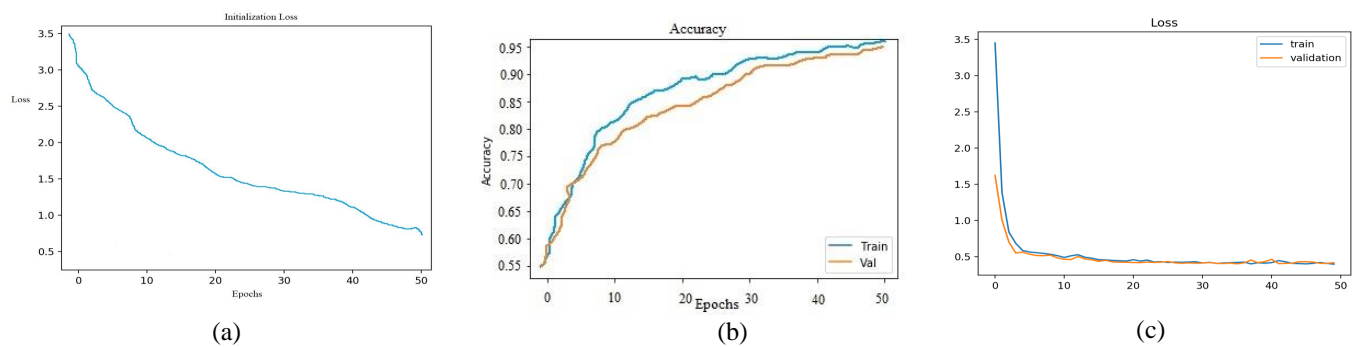 Initialization Loss
3.5
3.0
2.5
2.0
1.5
1.0
0.5
Loss
0 10 20 30 40 50
Epochs
(a)
Accuracy
0.95
0.90
0.85
0.80
0.75
0.70
0.65
0.60
0.55
Accuracy
Train
Val
0 10 20 30 40 50
Epochs
(b)
Loss
3.5
3.0
2.5
2.0
1.5
1.0
0.5
train
validation
0 10 20 30 40 50
(c)